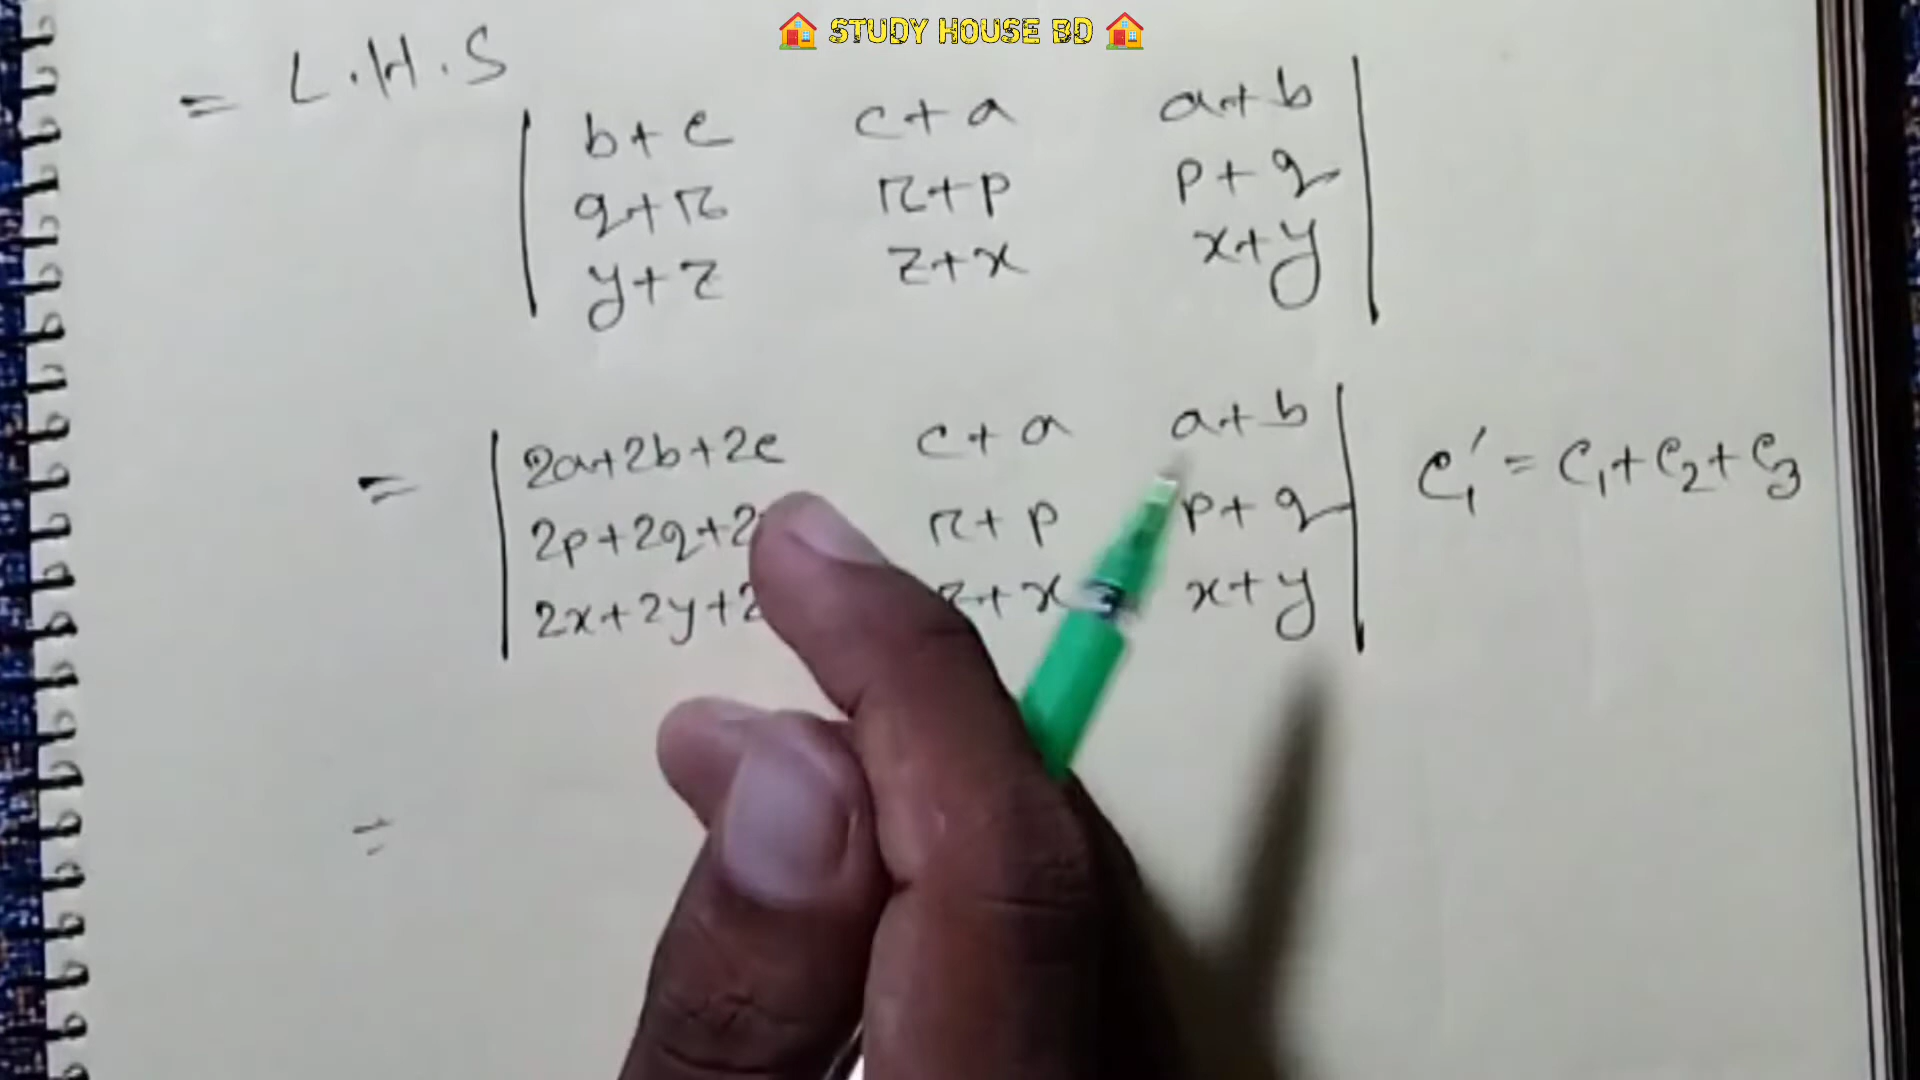 🏠 STUDY HOUSE BD 🏠
= L.H.S
| b+c c+a a+b |
| q+r r+p p+q |
| y+z z+x x+y |
= | 2a+2b+2c c+a a+b | C₁' = C₁+C₂+C₃
| 2p+2q+2 r+p p+q |
| 2x+2y+2 z+x x+y |
=